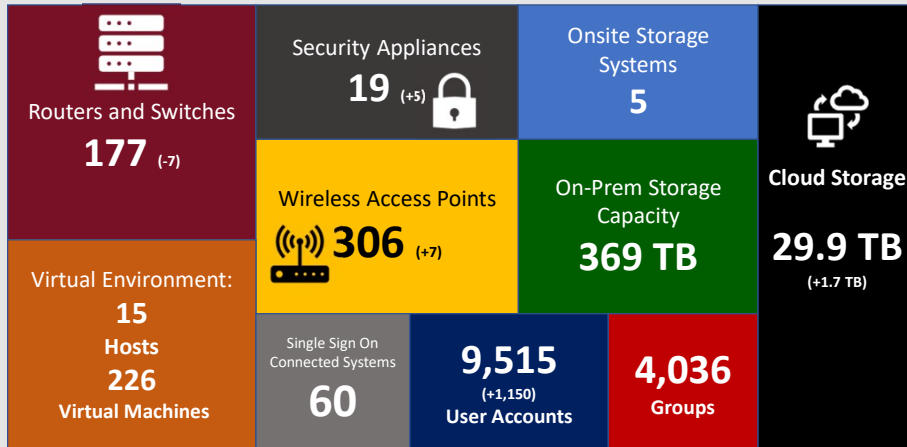 Routers and Switches
177 (-7)
Security Appliances
19 (+5)
Onsite Storage
Systems
5
Cloud Storage
29.9 TB
(+1.7 TB)
Wireless Access Points
306 (+7)
On-Prem Storage
Capacity
369 TB
Virtual Environment:
15
Hosts
226
Virtual Machines
Single Sign On
Connected Systems
60
9,515
(+1,150)
User Accounts
4,036
Groups